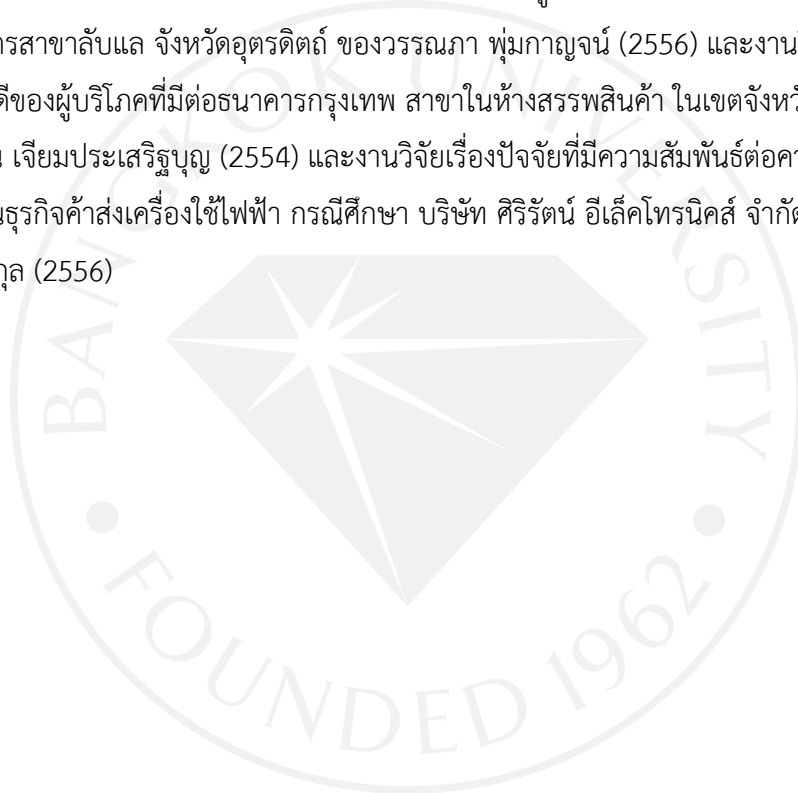 ารสาขาลับแล จังหวัดอุตรดิตถ์ ของวรรณภา พุ่มกาญจน์ (2556) และงาน
ดีของผู้บริโภคที่มีต่อธนาคารกรุงเทพ สาขาในห้างสรรพสินค้า ในเขตจังหว
น เจียมประเสริฐบุญ (2554) และงานวิจัยเรื่องปัจจัยที่มีความสัมพันธ์ต่อคว
นธุรกิจค้าส่งเครื่องใช้ไฟฟ้า กรณีศึกษา บริษัท ศิริรัตน์ อีเล็คโทรนิคส์ จำกัด
กุล (2556)
BANGKOK UNIVERSITY
FOUNDED 1962